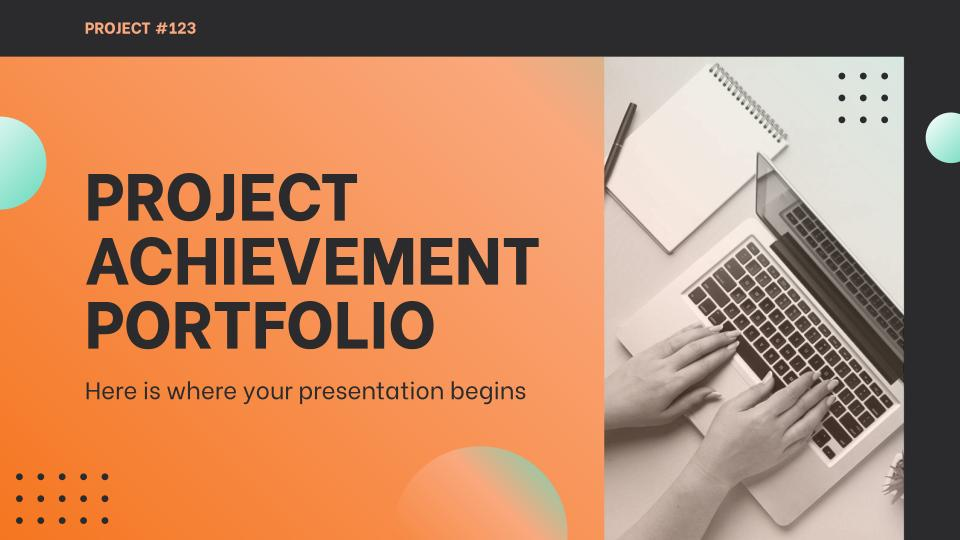 PROJECT #123
PROJECT
ACHIEVEMENT
PORTFOLIO
Here is where your presentation begins